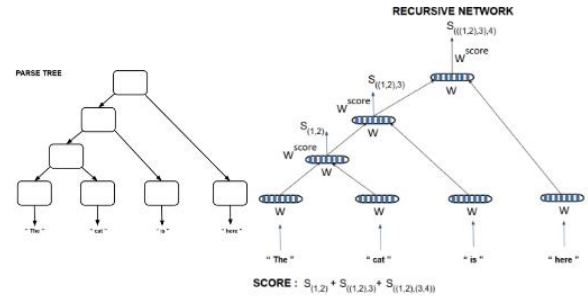 RECURSIVE NETWORK
S(((1,2),3),4)
W score
W
PARSE TREE
S((1,2),3)
W score
W
S(1,2)
W score
W
W
W
W
W
" The "
" cat "
" is "
" here "
" The "
" cat "
" is "
" here "
SCORE : S(1,2) + S((1,2),3) + S((1,2),(3,4))